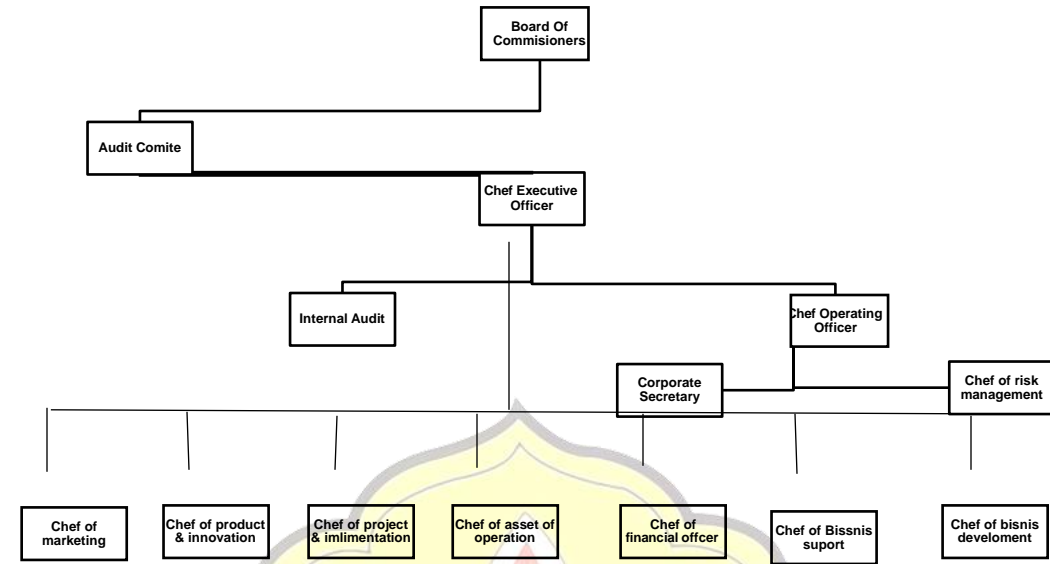 Board Of
Commisioners
Audit Comite
Chef Executive
Officer
Internal Audit
Chef Operating
Officer
Corporate
Secretary
Chef of risk
management
Chef of
marketing
Chef of product
& innovation
Chef of project
& imlimentation
Chef of asset of
operation
Chef of
financial offcer
Chef of Bissnis
suport
Chef of bisnis
develoment